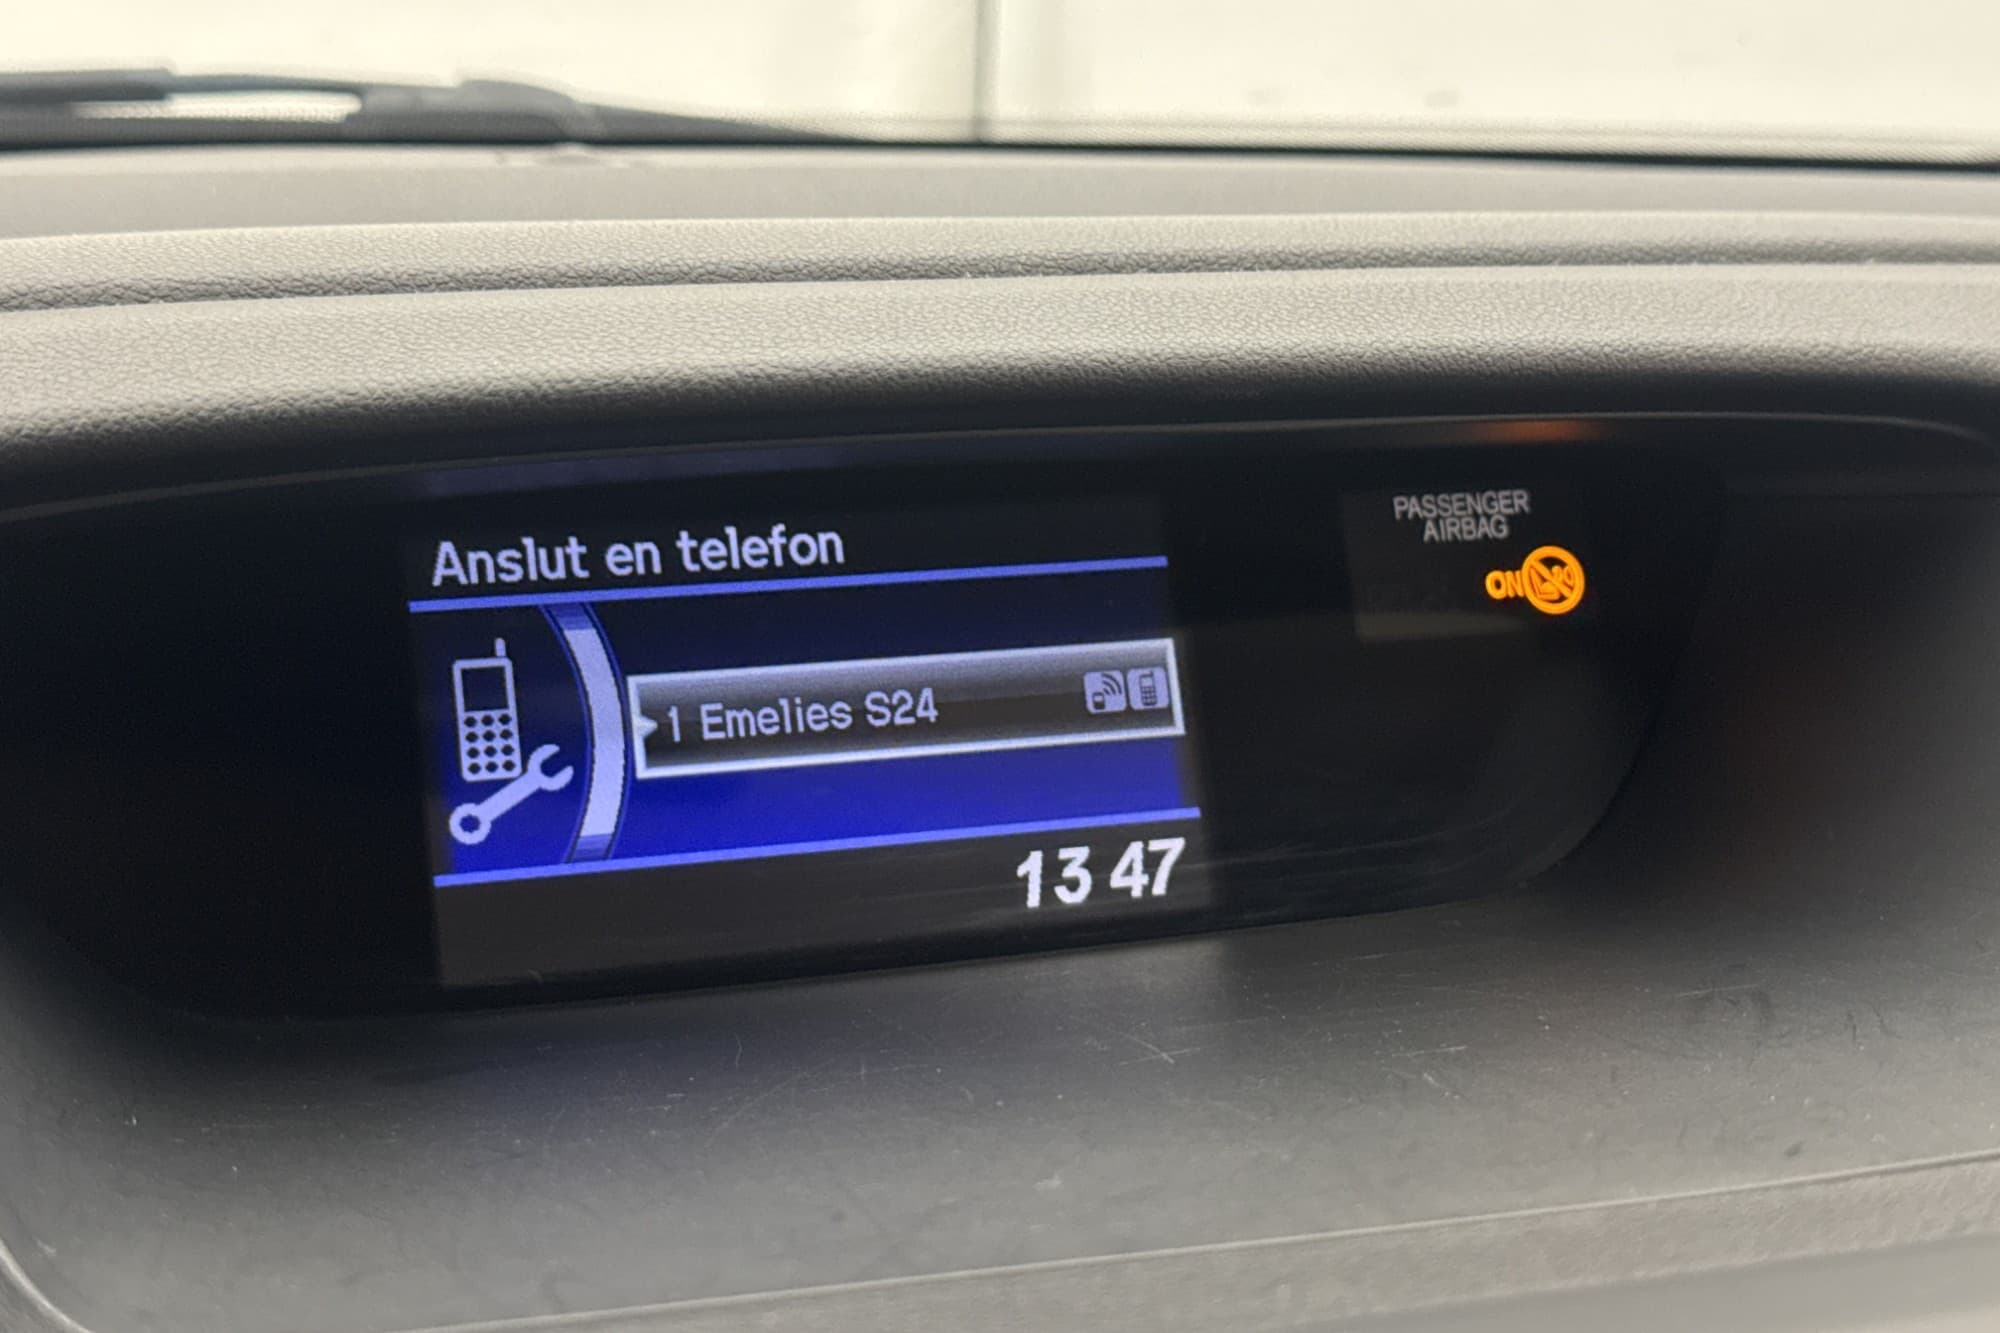 Anslut en telefon
1 Emelies S24
13 47
PASSENGER
AIRBAG
ON